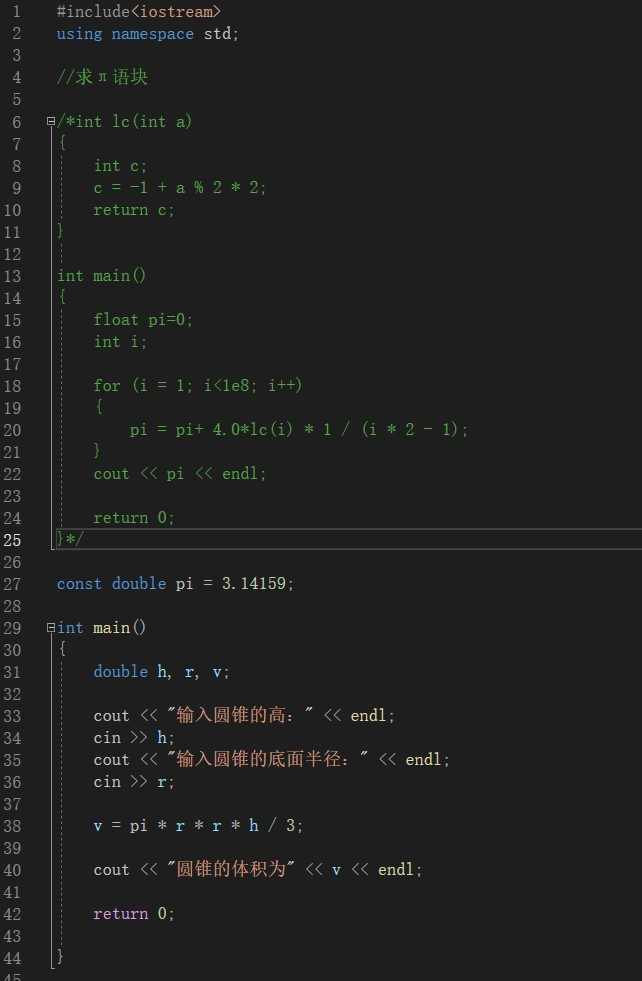 1 #include<iostream>
2 using namespace std;
3
4 //求π语块
5
6 /*int lc(int a)
7 {
8 int c;
9 c = -1 + a % 2 * 2;
10 return c;
11 }
12
13 int main()
14 {
15 float pi=0;
16 int i;
17
18 for (i = 1; i<1e8; i++)
19 {
20 pi = pi+ 4.0*lc(i) * 1 / (i * 2 - 1);
21 }
22 cout << pi << endl;
23
24 return 0;
25 }*/
26
27 const double pi = 3.14159;
28
29 int main()
30 {
31 double h, r, v;
32
33 cout << "输入圆锥的高：" << endl;
34 cin >> h;
35 cout << "输入圆锥的底面半径：" << endl;
36 cin >> r;
37
38 v = pi * r * r * h / 3;
39
40 cout << "圆锥的体积为" << v << endl;
41
42 return 0;
43
44 }
45